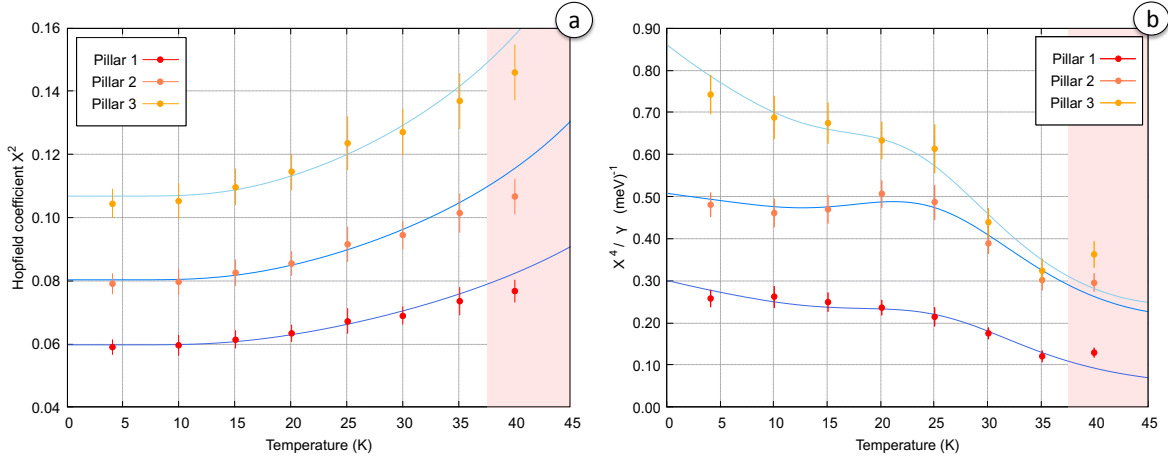 a
0.16
0.14
0.12
0.10
0.08
0.06
0.04
Hopfield coefficient X²
Pillar 1
Pillar 2
Pillar 3
0 5 10 15 20 25 30 35 40 45
Temperature (K)
b
0.90
0.80
0.70
0.60
0.50
0.40
0.30
0.20
0.10
0.00
X⁴ / γ (meV)⁻¹
Pillar 1
Pillar 2
Pillar 3
0 5 10 15 20 25 30 35 40 45
Temperature (K)